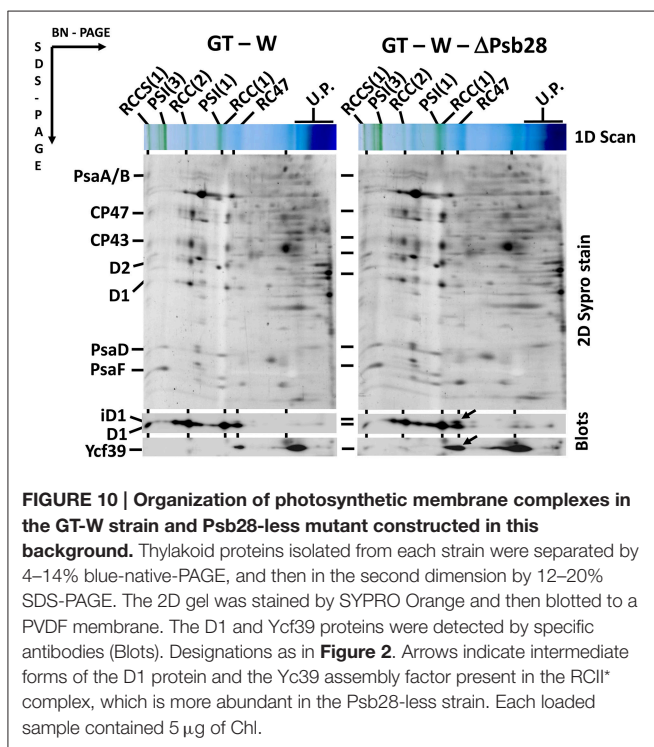 BN - PAGE
SDS-PAGE
GT – W
GT – W – ΔPsb28
RCCS(1)
PSI(3)
RCC(2)
PSI(1)
RCC(1)
RC47
U.P.
RCCS(1)
PSI(3)
RCC(2)
PSI(1)
RCC(1)
RC47
U.P.
1D Scan
PsaA/B
CP47
CP43
D2
D1
PsaD
PsaF
2D Sypro stain
iD1
D1
Ycf39
Blots
FIGURE 10 | Organization of photosynthetic membrane complexes in
the GT-W strain and Psb28-less mutant constructed in this
background. Thylakoid proteins isolated from each strain were separated by
4–14% blue-native-PAGE, and then in the second dimension by 12–20%
SDS-PAGE. The 2D gel was stained by SYPRO Orange and then blotted to a
PVDF membrane. The D1 and Ycf39 proteins were detected by specific
antibodies (Blots). Designations as in Figure 2. Arrows indicate intermediate
forms of the D1 protein and the Yc39 assembly factor present in the RCII*
complex, which is more abundant in the Psb28-less strain. Each loaded
sample contained 5 μg of Chl.